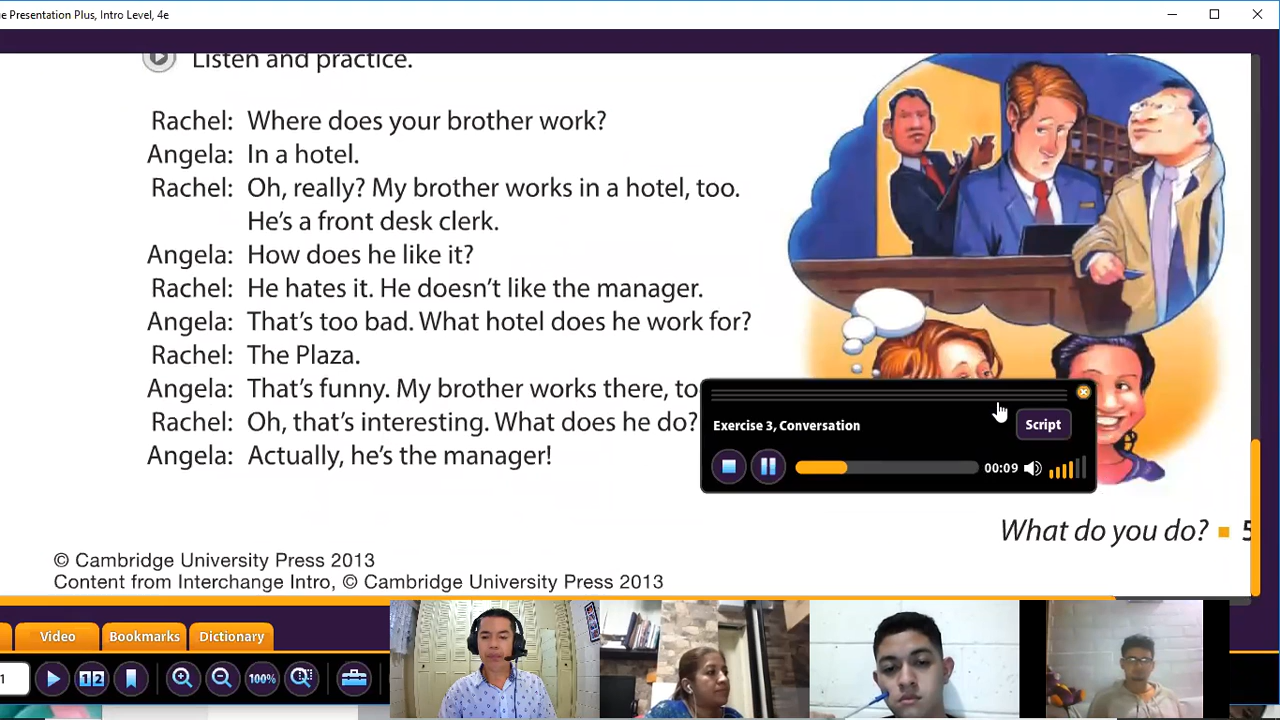 e Presentation Plus, Intro Level, 4e
Listen and practice.
Rachel: Where does your brother work?
Angela: In a hotel.
Rachel: Oh, really? My brother works in a hotel, too.
He's a front desk clerk.
Angela: How does he like it?
Rachel: He hates it. He doesn't like the manager.
Angela: That's too bad. What hotel does he work for?
Rachel: The Plaza.
Angela: That's funny. My brother works there, to
Rachel: Oh, that's interesting. What does he do?
Angela: Actually, he's the manager!
Exercise 3, Conversation
Script
00:09
What do you do? ■ 5
© Cambridge University Press 2013
Content from Interchange Intro, © Cambridge University Press 2013
Video Bookmarks Dictionary
1 1 2 100%